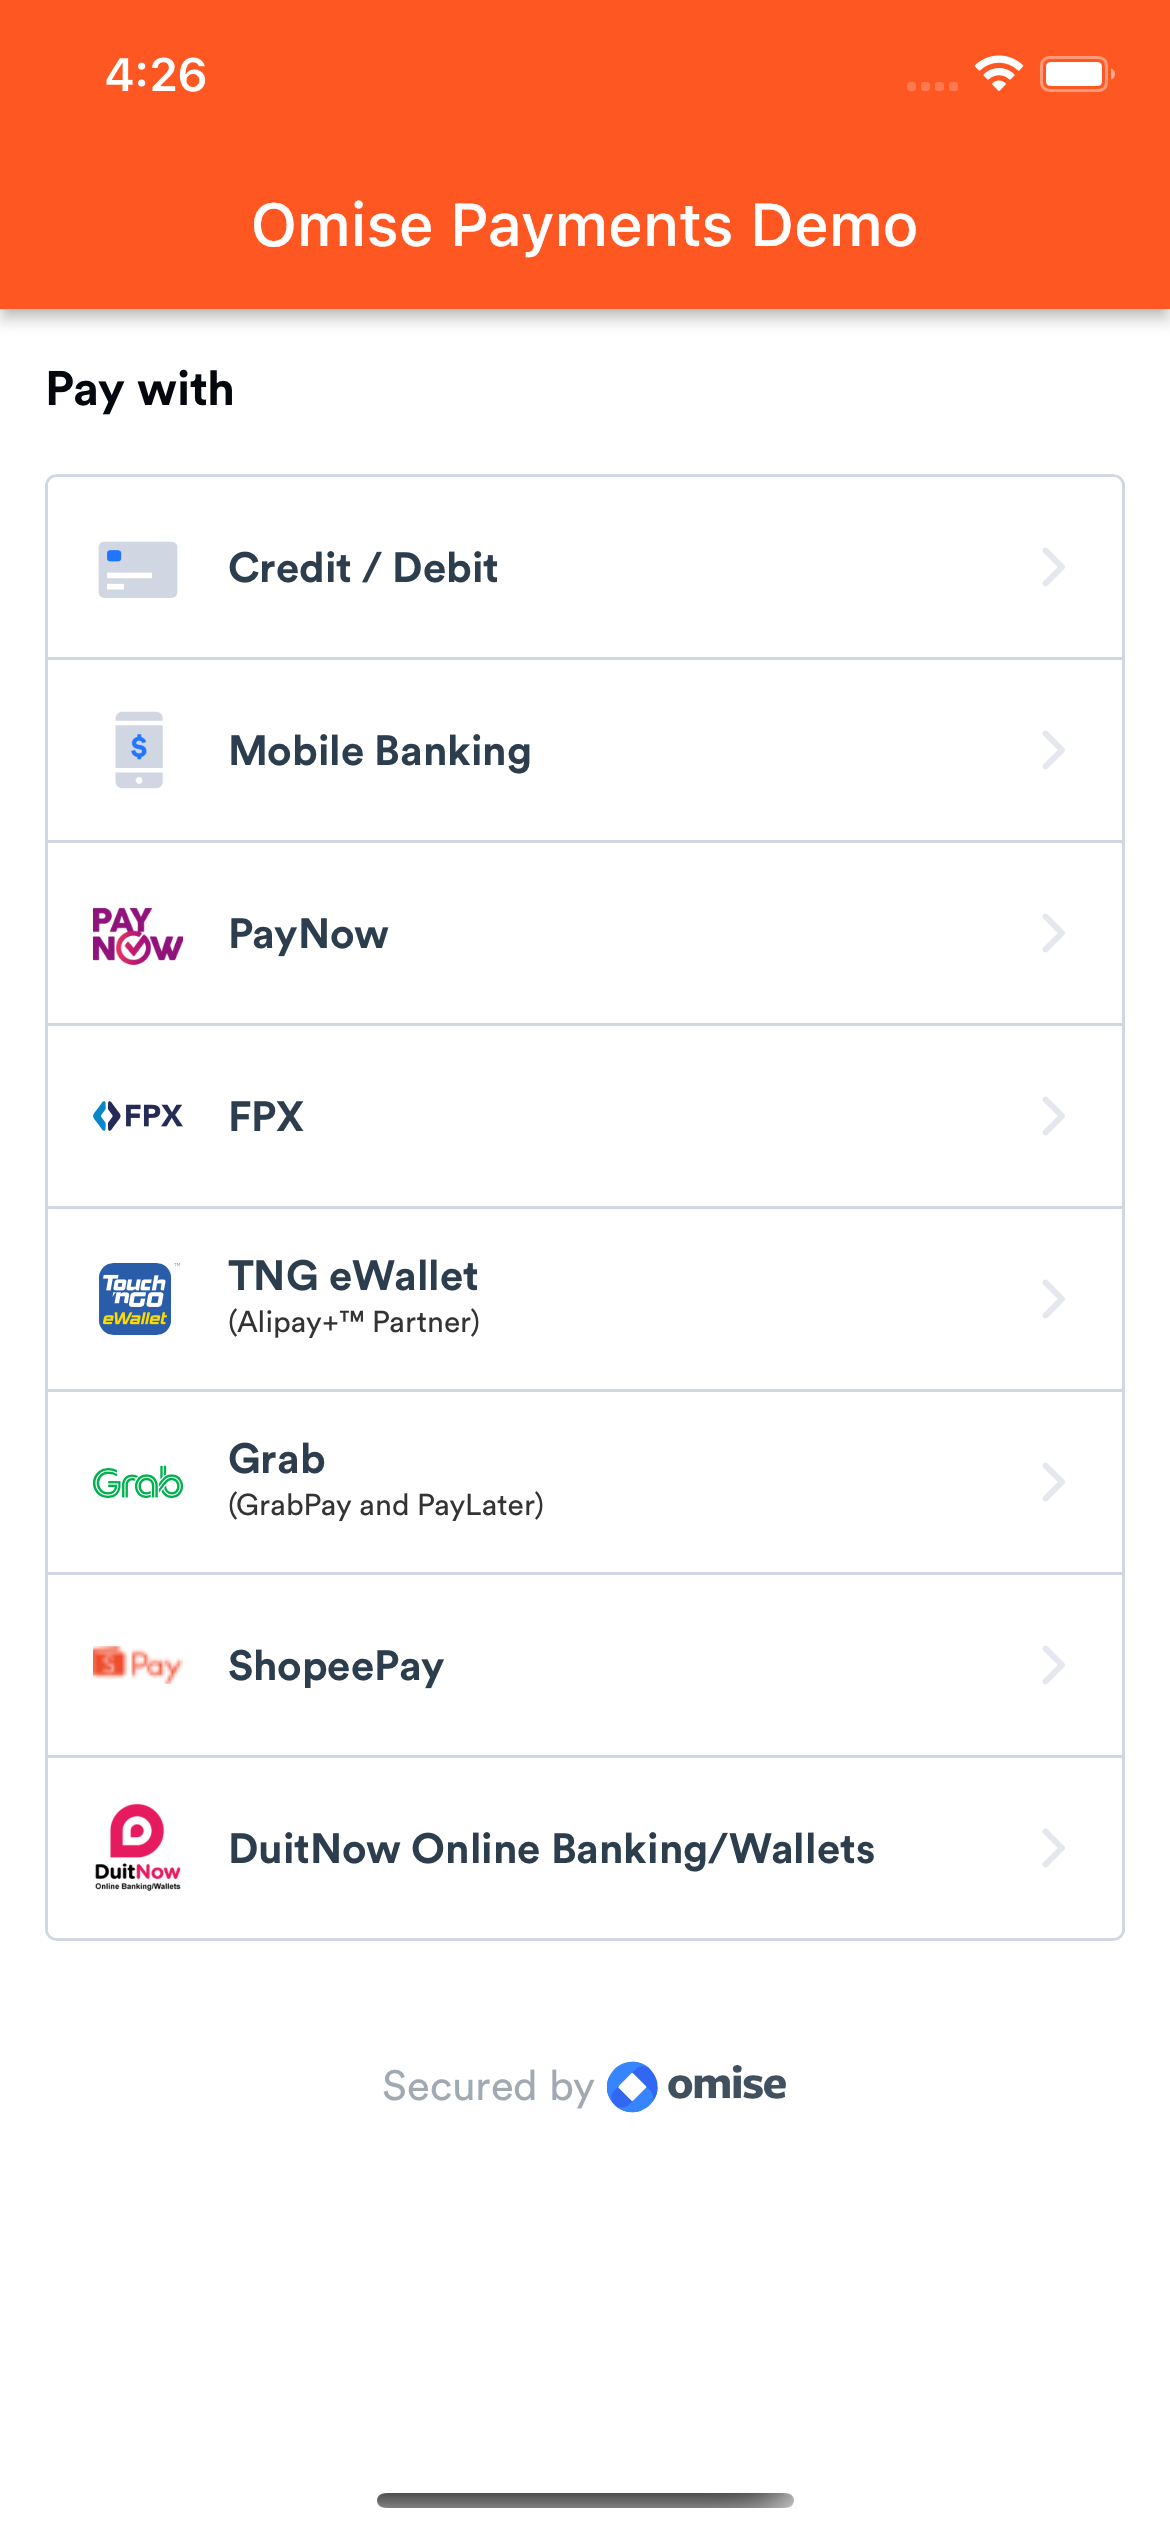 4:26
Omise Payments Demo
Pay with
Credit / Debit
$
Mobile Banking
PAY
NOW
PayNow
FPX
FPX
Touch
'nGO
eWallet
™
TNG eWallet
(Alipay+™ Partner)
Grab
Grab
(GrabPay and PayLater)
S Pay
ShopeePay
DuitNow
Online Banking/Wallets
DuitNow Online Banking/Wallets
Secured by omise